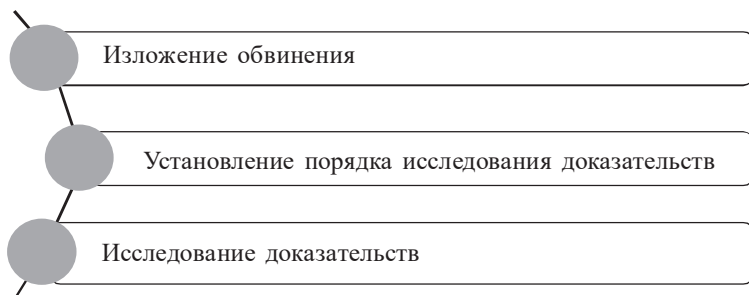 Изложение обвинения
Установление порядка исследования доказательств
Исследование доказательств